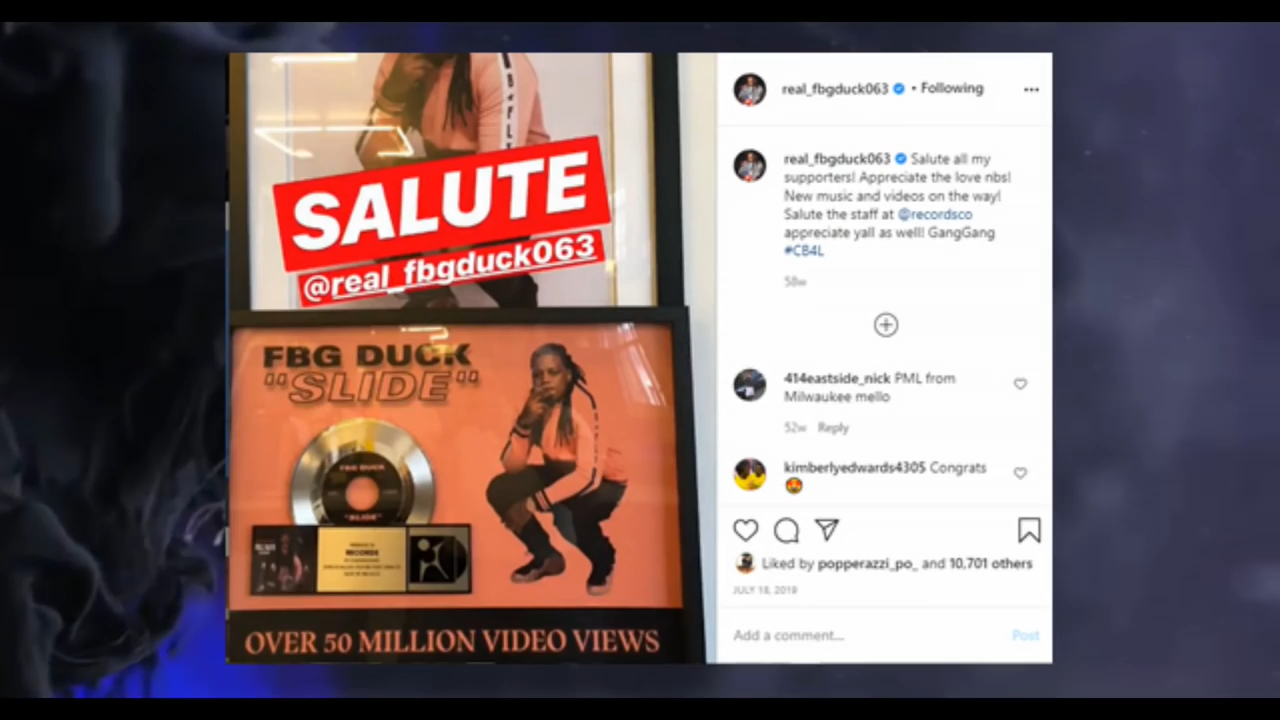 SALUTE
@real_fbgduck063
FBG DUCK
"SLIDE"
FBG DUCK
"SLIDE"
RECORDS
OVER 50 MILLION VIDEO VIEWS
real_fbgduck063 • Following
real_fbgduck063 Salute all my
supporters! Appreciate the love nbs!
New music and videos on the way!
Salute the staff at @recordsco
appreciate yall as well! GangGang
#CB4L
58w
414eastside_nick PML from
Milwaukee mello
52w Reply
kimberlyedwards4305 Congrats
Liked by popperazzi_po_ and 10,701 others
JULY 18, 2019
Add a comment... Post